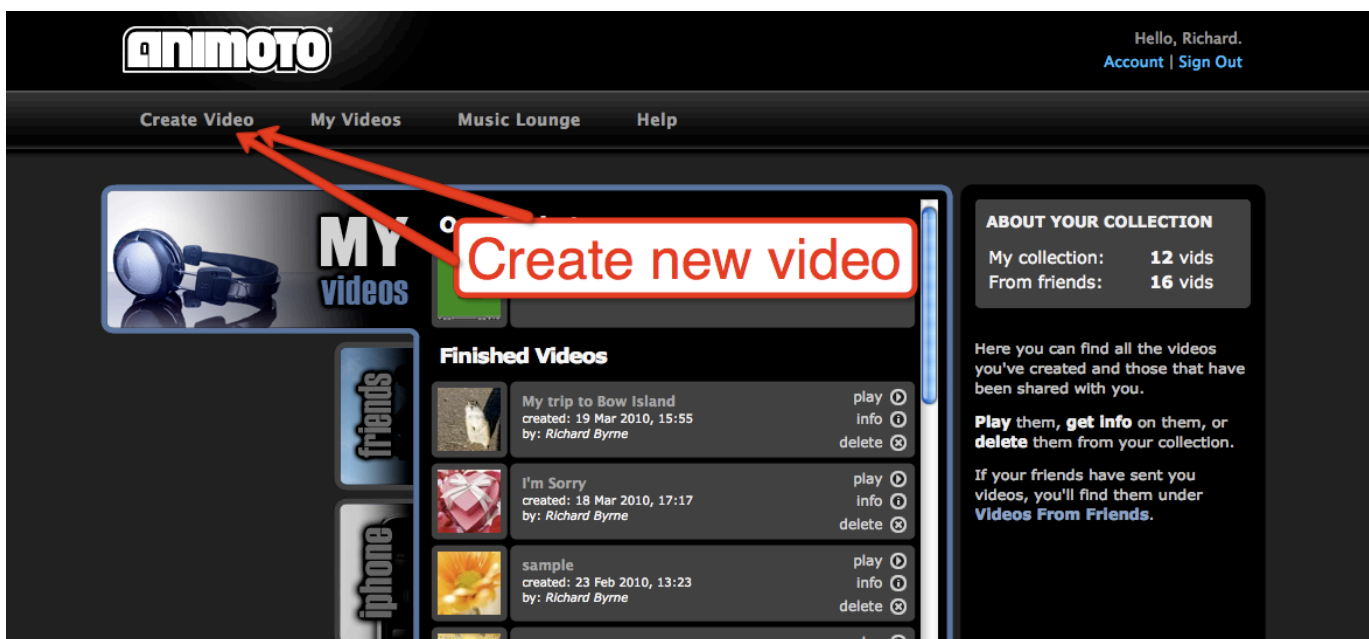 ANIMOTO
Hello, Richard.
Account | Sign Out
Create Video
My Videos
Music Lounge
Help
MY
videos
Create new video
Finished Videos
My trip to Bow Island
created: 19 Mar 2010, 15:55
by: Richard Byrne
play
info
delete
I'm Sorry
created: 18 Mar 2010, 17:17
by: Richard Byrne
play
info
delete
sample
created: 23 Feb 2010, 13:23
by: Richard Byrne
play
info
delete
friends
iphone
ABOUT YOUR COLLECTION
My collection: 12 vids
From friends: 16 vids
Here you can find all the videos
you've created and those that have
been shared with you.
Play them, get info on them, or
delete them from your collection.
If your friends have sent you
videos, you'll find them under
Videos From Friends.